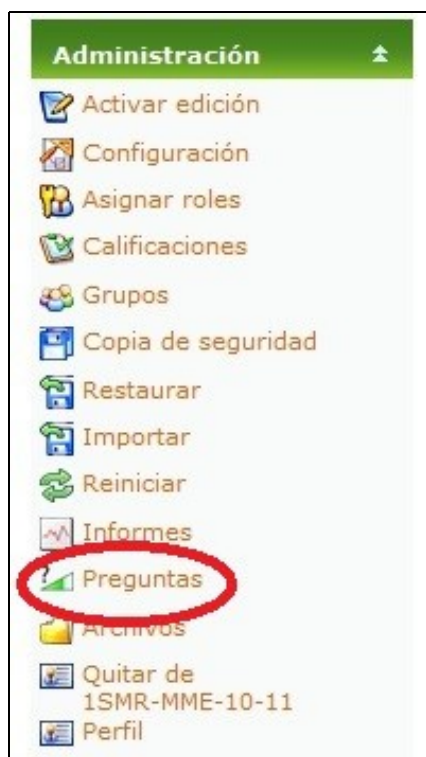 Administración
Activar edición
Configuración
Asignar roles
Calificaciones
Grupos
Copia de seguridad
Restaurar
Importar
Reiniciar
Informes
Preguntas
Archivos
Quitar de
1SMR-MME-10-11
Perfil